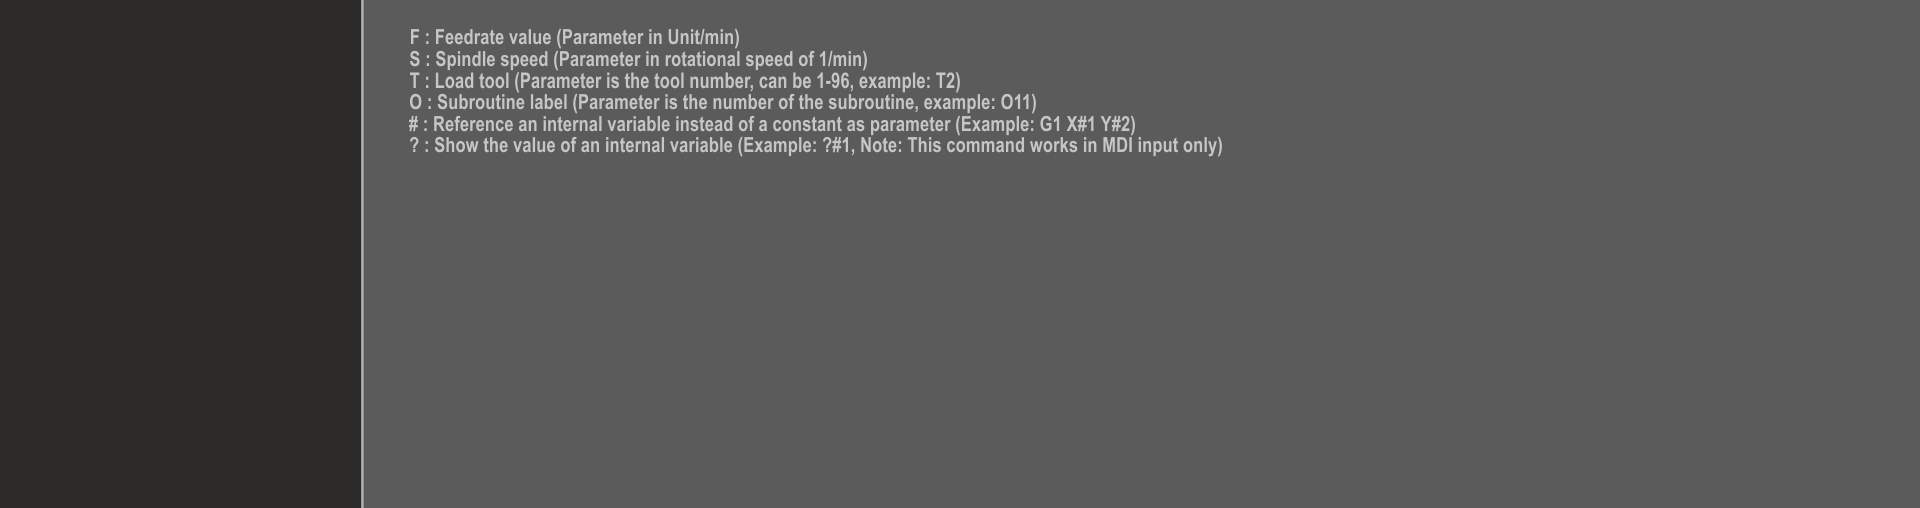 F : Feedrate value (Parameter in Unit/min)
S : Spindle speed (Parameter in rotational speed of 1/min)
T : Load tool (Parameter is the tool number, can be 1-96, example: T2)
O : Subroutine label (Parameter is the number of the subroutine, example: O11)
# : Reference an internal variable instead of a constant as parameter (Example: G1 X#1 Y#2)
? : Show the value of an internal variable (Example: ?#1, Note: This command works in MDI input only)